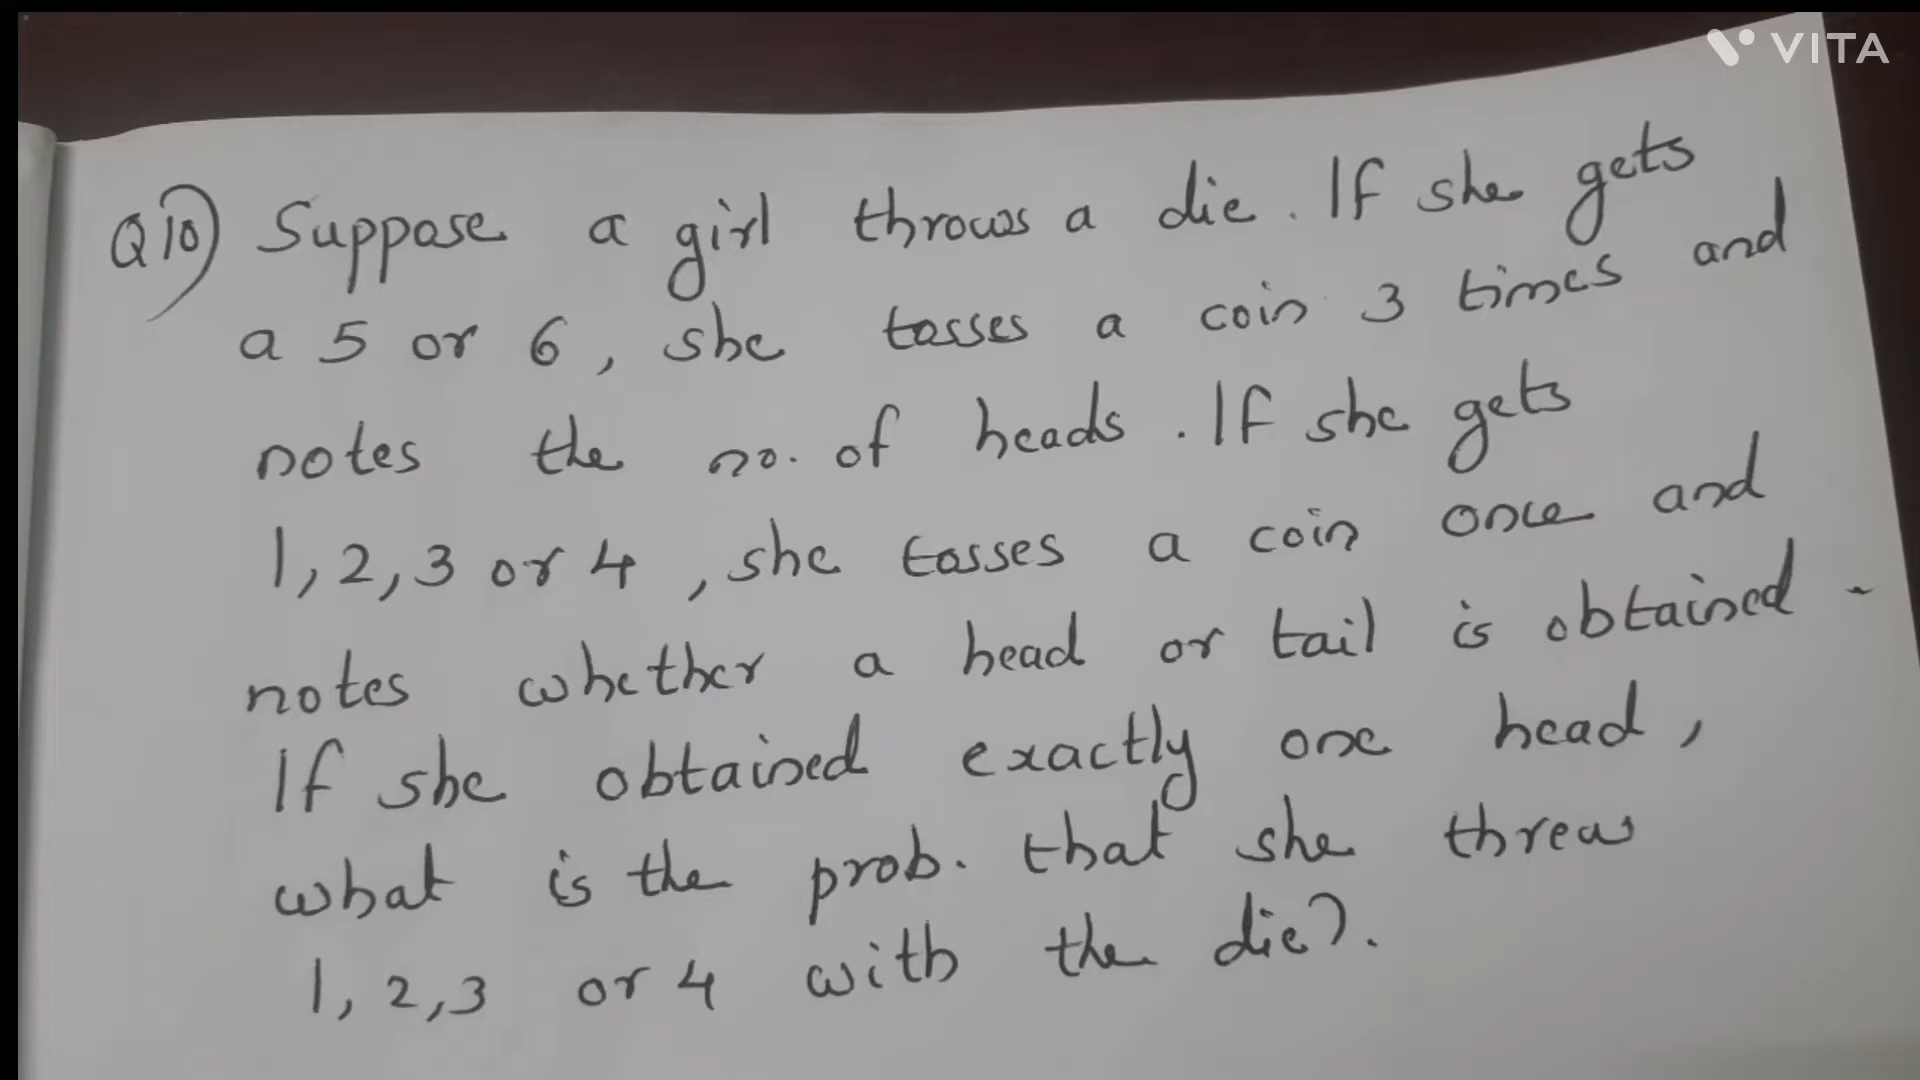 VITA
Q10) Suppose a girl throws a die. If she gets
a 5 or 6, she tosses a coin 3 times and
notes the no. of heads. If she gets
1, 2, 3 or 4, she tosses a coin once and
notes whether a head or tail is obtained.
If she obtained exactly one head,
what is the prob. that she threw
1, 2, 3 or 4 with the die?.